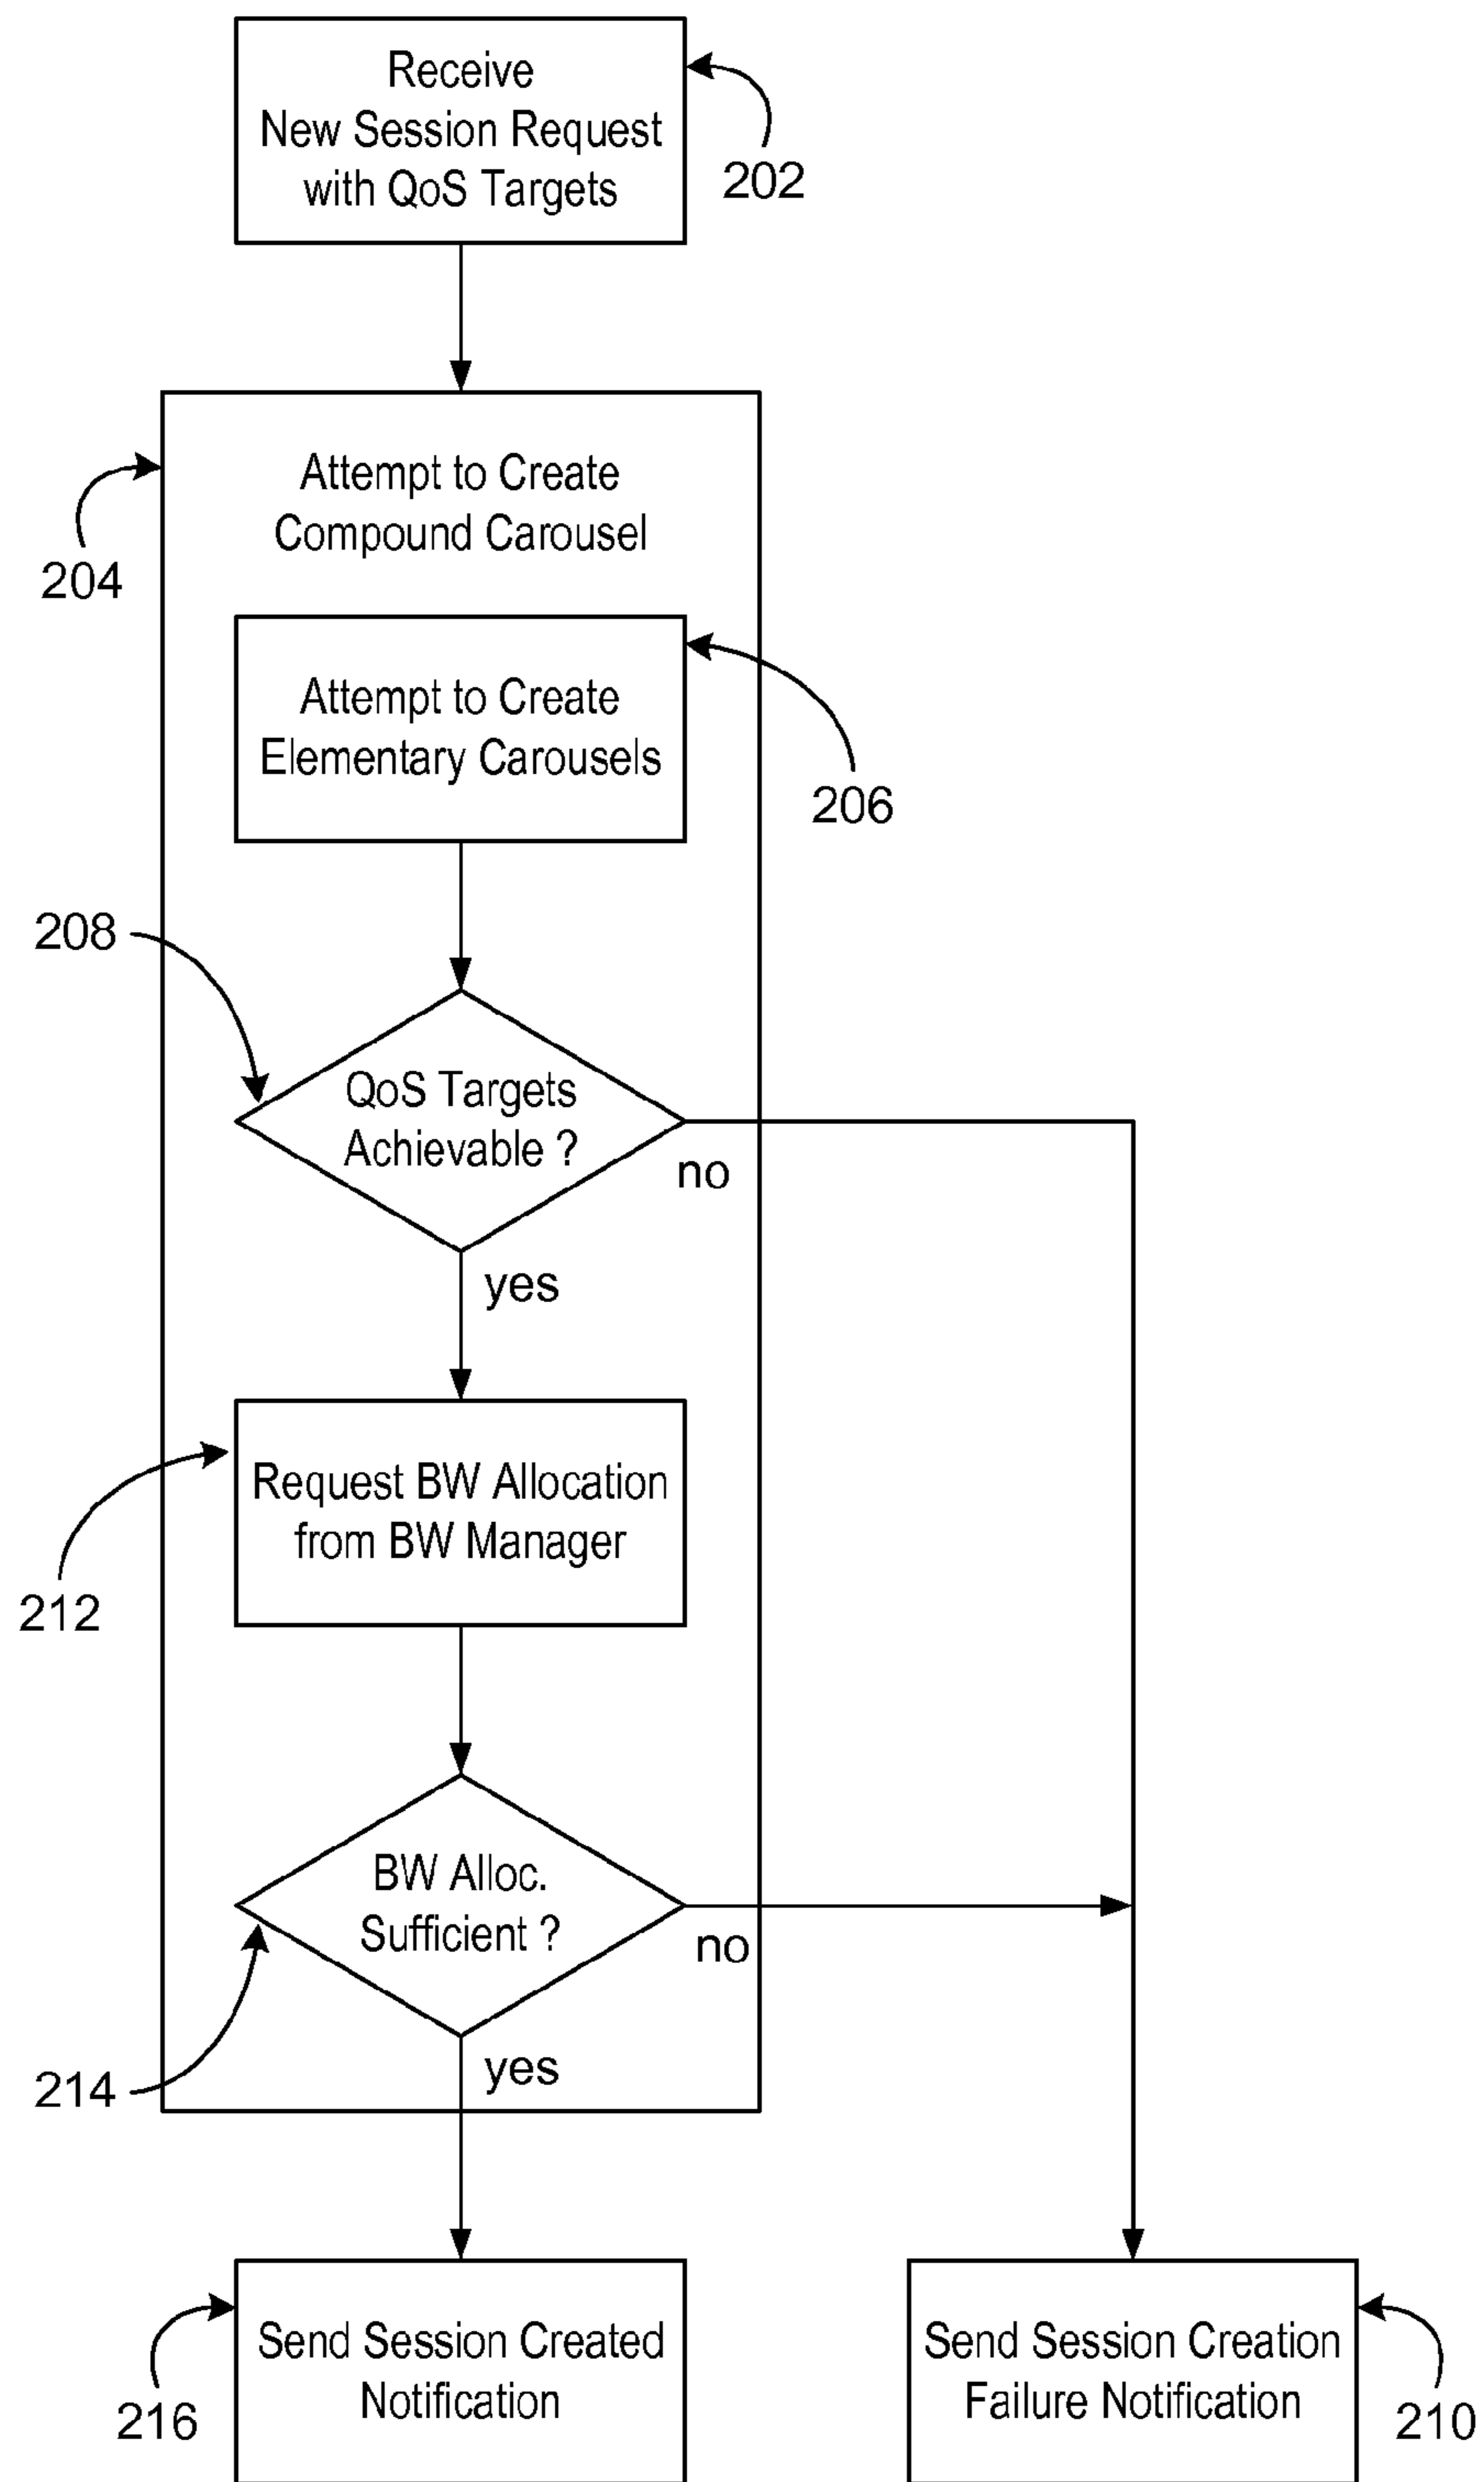 Receive
New Session Request
with QoS Targets
202
Attempt to Create
Compound Carousel
204
Attempt to Create
Elementary Carousels
206
208
QoS Targets
Achievable ?
no
yes
Request BW Allocation
from BW Manager
212
BW Alloc.
Sufficient ?
no
214
yes
Send Session Created
Notification
216
Send Session Creation
Failure Notification
210